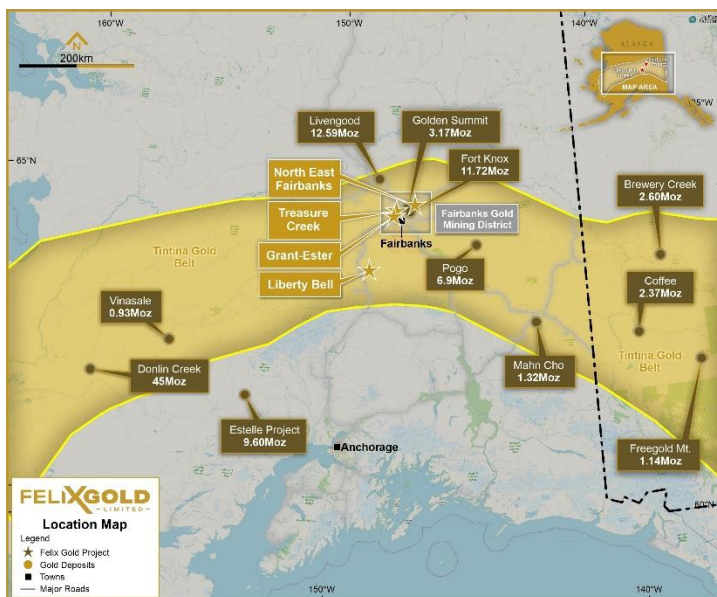 160°W
150°W
140°W
N
200km
ALASKA
MAP AREA
65°N
Livengood
12.59Moz
Golden Summit
3.17Moz
Fort Knox
11.72Moz
North East
Fairbanks
Treasure
Creek
Grant-Ester
Liberty Bell
Fairbanks Gold
Mining District
Fairbanks
Brewery Creek
2.60Moz
Tintina Gold
Belt
Pogo
6.9Moz
Coffee
2.37Moz
Vinasale
0.93Moz
Donlin Creek
45Moz
Mahn Cho
1.32Moz
Tintina Gold
Belt
Estelle Project
9.60Moz
Anchorage
Freegold Mt.
1.14Moz
60°N
FELIXGOLD
LIMITED
Location Map
Legend
Felix Gold Project
Gold Deposits
Towns
Major Roads
150°W
140°W